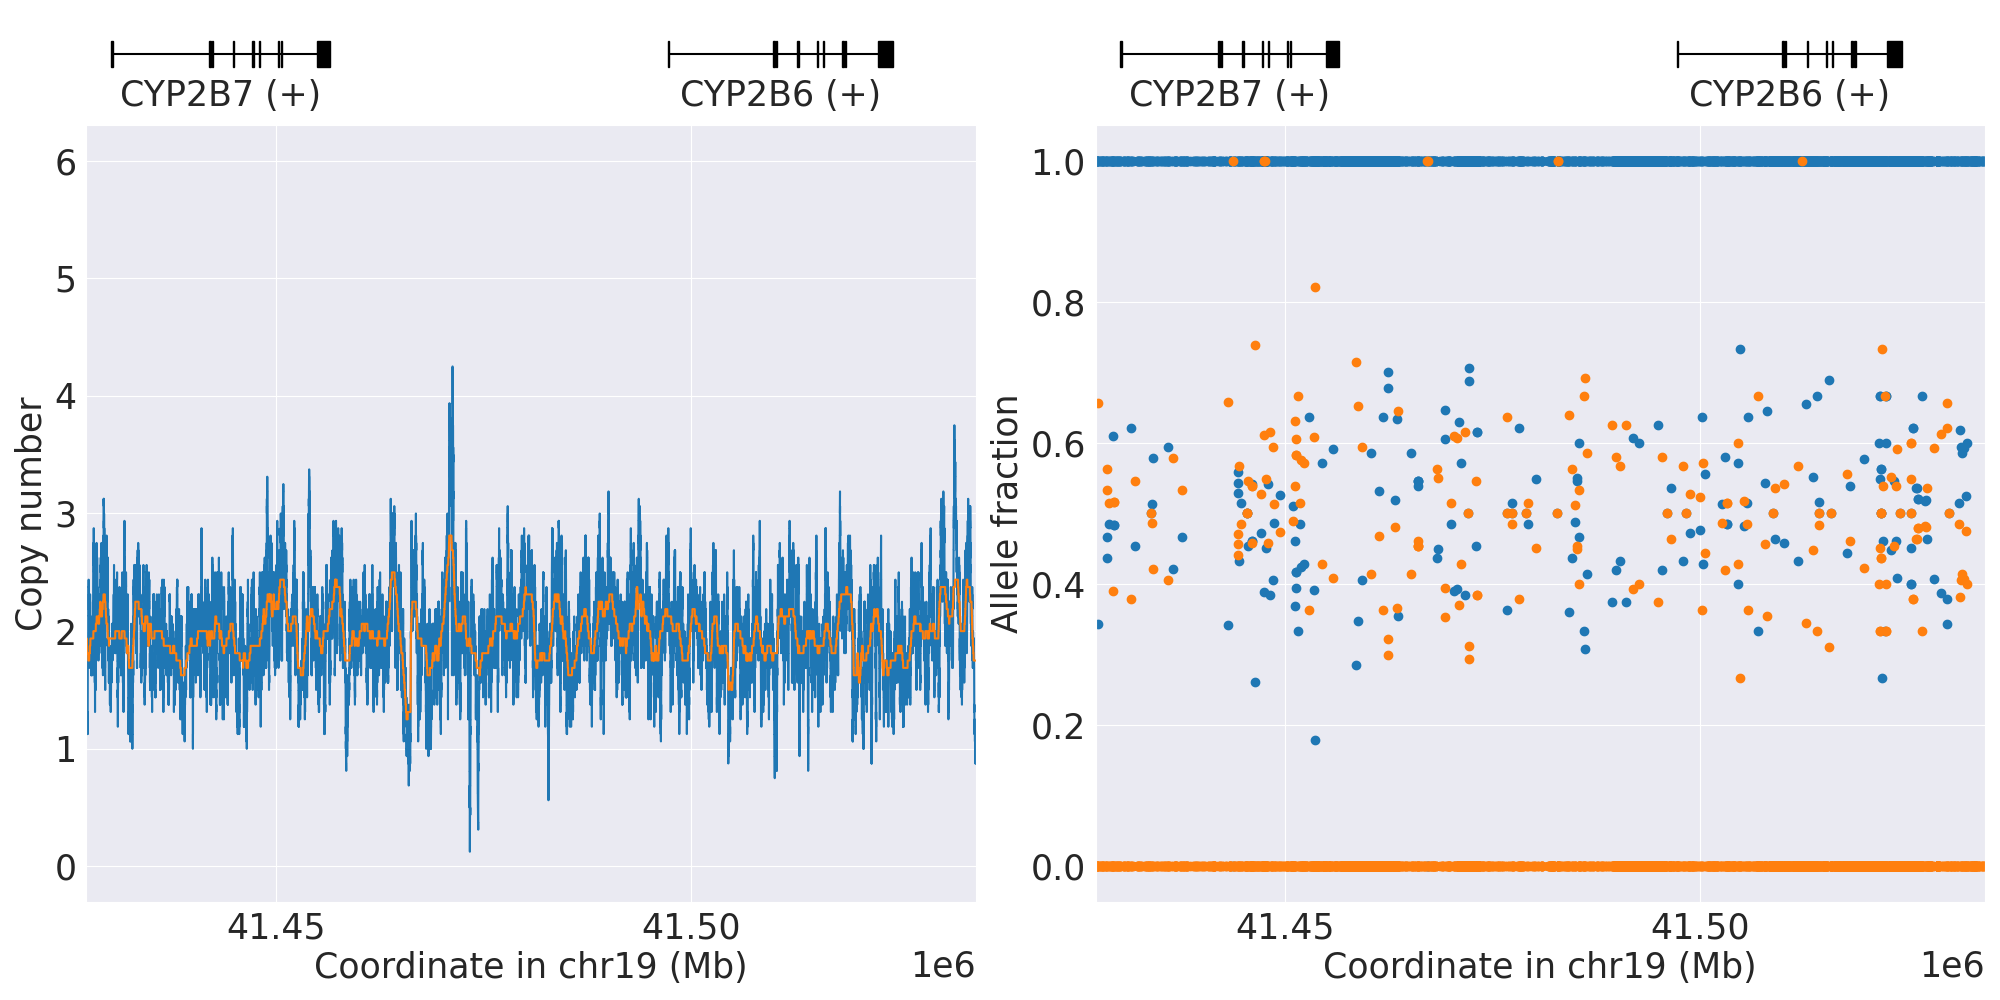 CYP2B7 (+) CYP2B6 (+)
CYP2B7 (+) CYP2B6 (+)
Copy number
6
5
4
3
2
1
0
41.45 41.50
Coordinate in chr19 (Mb) 1e6
Allele fraction
1.0
0.8
0.6
0.4
0.2
0.0
41.45 41.50
Coordinate in chr19 (Mb) 1e6